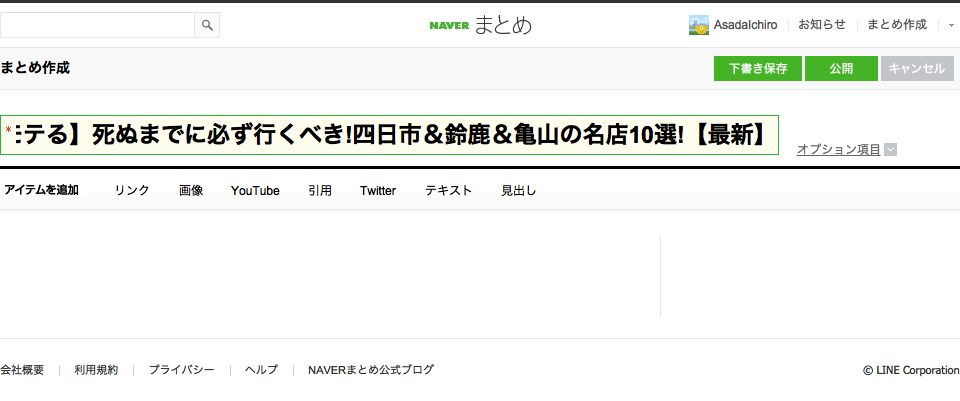 NAVER まとめ
AsadaIchiro お知らせ まとめ作成
まとめ作成
下書き保存 公開 キャンセル
*モテる】死ぬまでに必ず行くべき!四日市＆鈴鹿＆亀山の名店10選!【最新】
オプション項目
アイテムを追加 リンク 画像 YouTube 引用 Twitter テキスト 見出し
会社概要 利用規約 プライバシー ヘルプ NAVERまとめ公式ブログ
© LINE Corporation